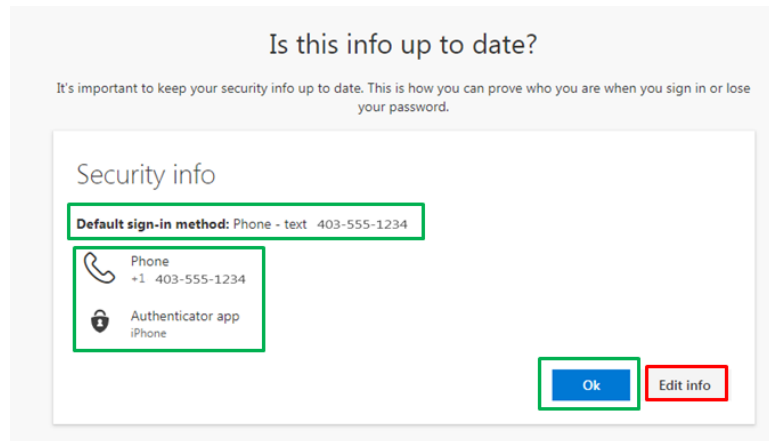 Is this info up to date?
It's important to keep your security info up to date. This is how you can prove who you are when you sign in or lose
your password.
Security info
Default sign-in method: Phone - text 403-555-1234
Phone
+1 403-555-1234
Authenticator app
iPhone
Ok Edit info